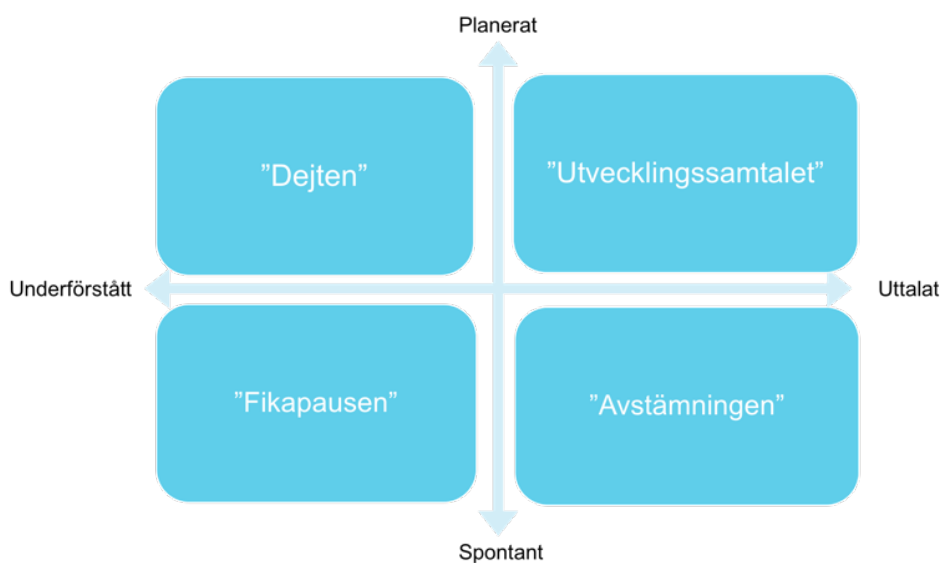 Planerat
”Dejten”
”Utvecklingssamtalet”
Underförstått
Uttalat
”Fikapausen”
”Avstämningen”
Spontant